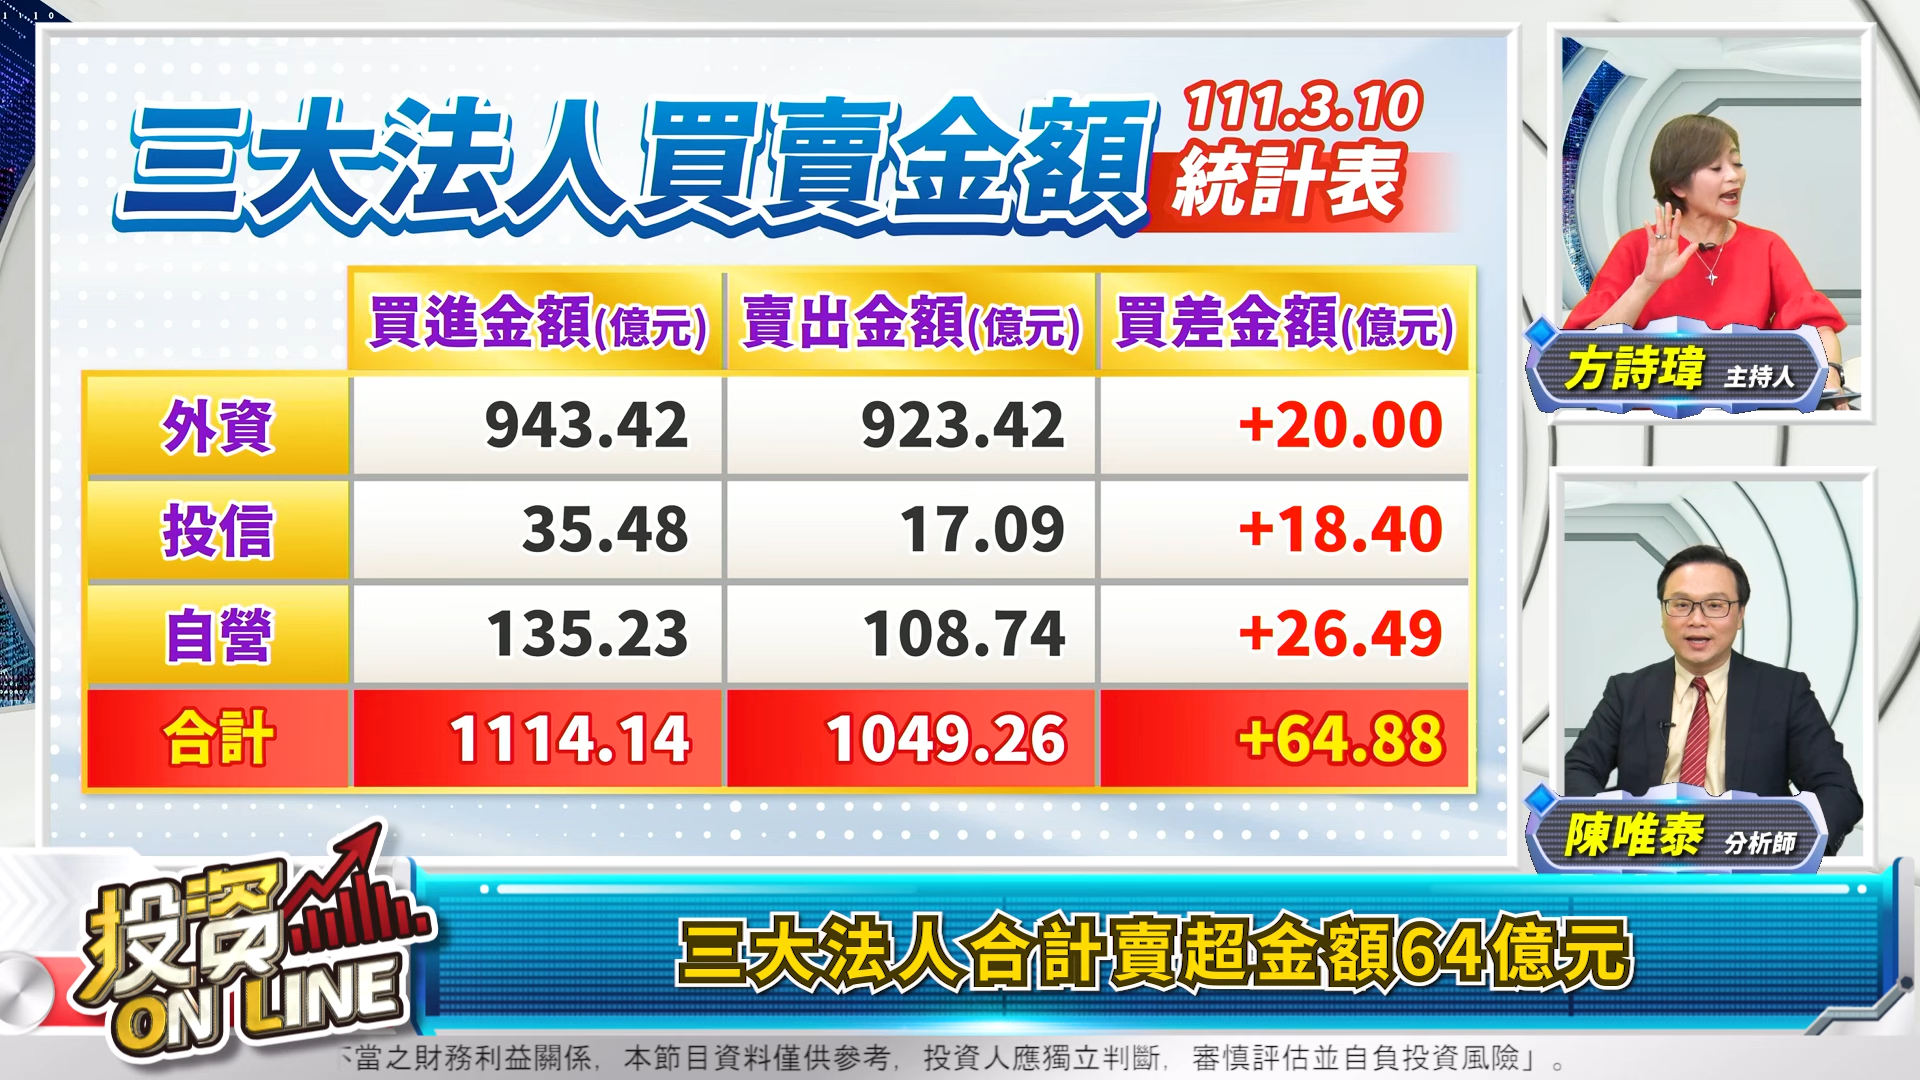 三大法人買賣金額
111.3.10
統計表
買進金額(億元) 賣出金額(億元) 買差金額(億元)
外資 943.42 923.42 +20.00
投信 35.48 17.09 +18.40
自營 135.23 108.74 +26.49
合計 1114.14 1049.26 +64.88
方詩瑋 主持人
陳唯泰 分析師
投資
ON LINE
三大法人合計賣超金額64億元
當之財務利益關係，本節目資料僅供參考，投資人應獨立判斷，審慎評估並自負投資風險」。